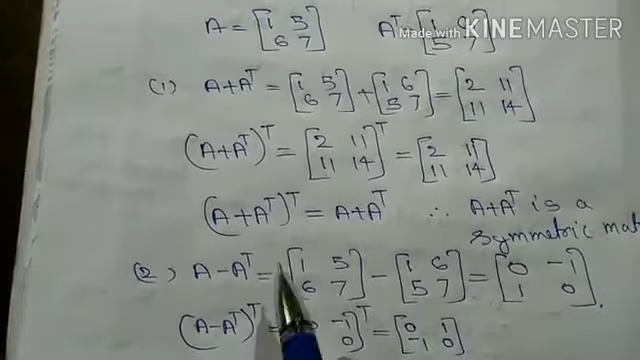 A = [1 5 6 7] Aᵀ = [1 6 5 7]
Made with KINEMASTER
(1) A+Aᵀ = [1 5 6 7] + [1 6 5 7] = [2 11 11 14]
(A+Aᵀ)ᵀ = [2 11 11 14]ᵀ = [2 11 11 14]
(A+Aᵀ)ᵀ = A+Aᵀ ∴ A+Aᵀ is a
symmetric
(2) A-Aᵀ = [1 5 6 7] - [1 6 5 7] = [0 -1 1 0].
(A-Aᵀ)ᵀ = -1 0]ᵀ = [0 1 -1 0]